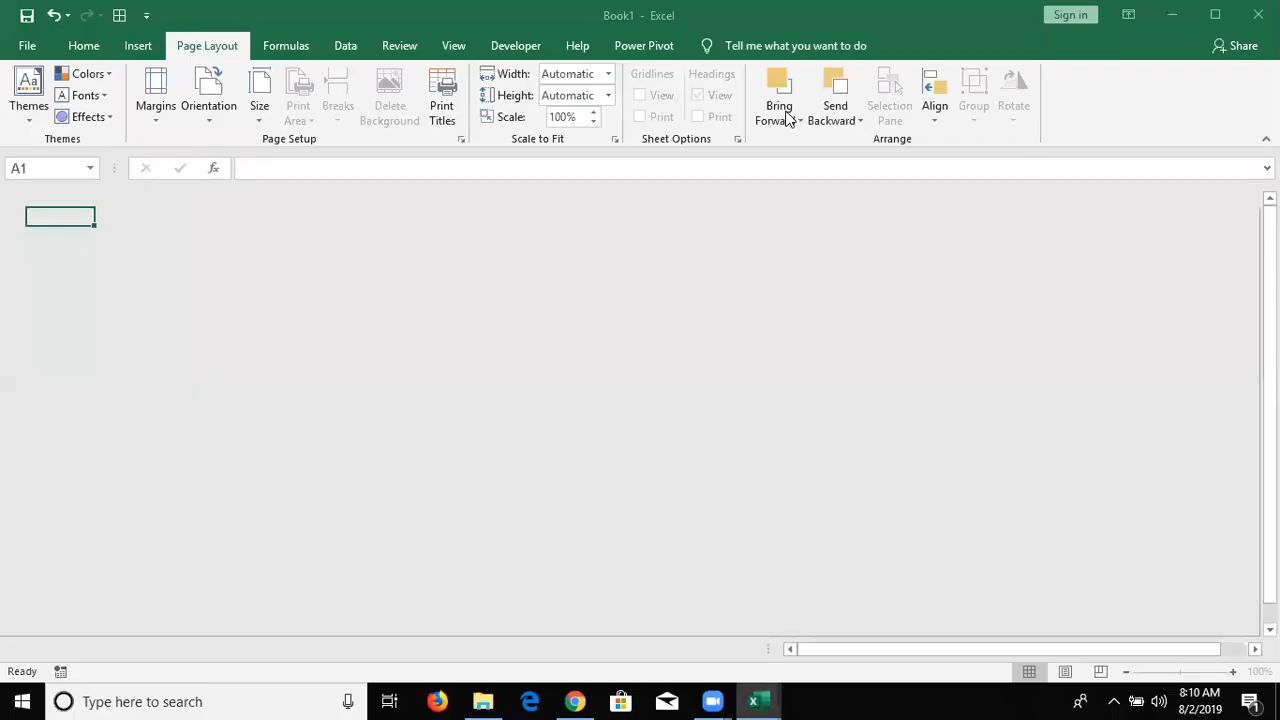 Book1 - Excel
Sign in
File Home Insert Page Layout Formulas Data Review View Developer Help Power Pivot Tell me what you want to do Share
Themes
Colors
Fonts
Effects
Themes
Margins
Orientation
Size
Print Area
Breaks
Delete Background
Print Titles
Page Setup
Width: Automatic
Height: Automatic
Scale: 100%
Scale to Fit
Gridlines
View
Print
Headings
View
Print
Sheet Options
Bring Forward
Send Backward
Selection Pane
Align
Group
Rotate
Arrange
A1
fx
Ready
100%
Type here to search
8:10 AM
8/2/2019
1